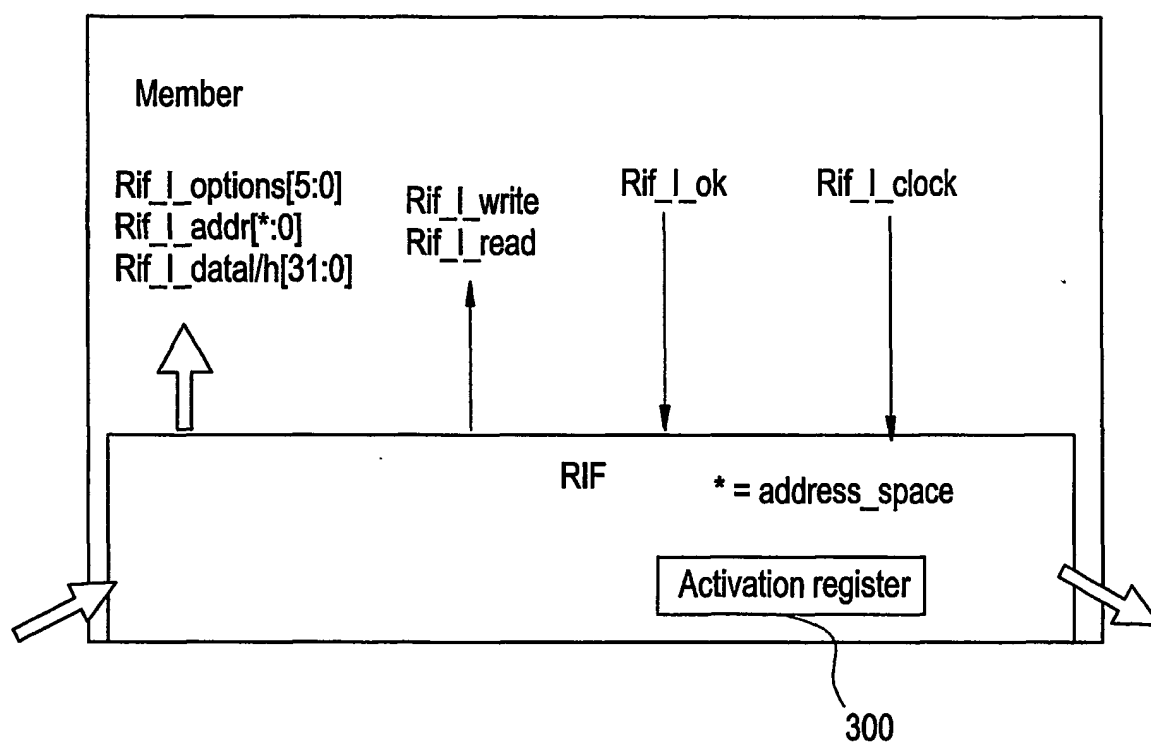 Member
Rif_I_options[5:0]
Rif_I_addr[*:0]
Rif_I_datal/h[31:0]
Rif_I_write
Rif_I_read
Rif_I_ok
Rif_I_clock
RIF
* = address_space
Activation register
300